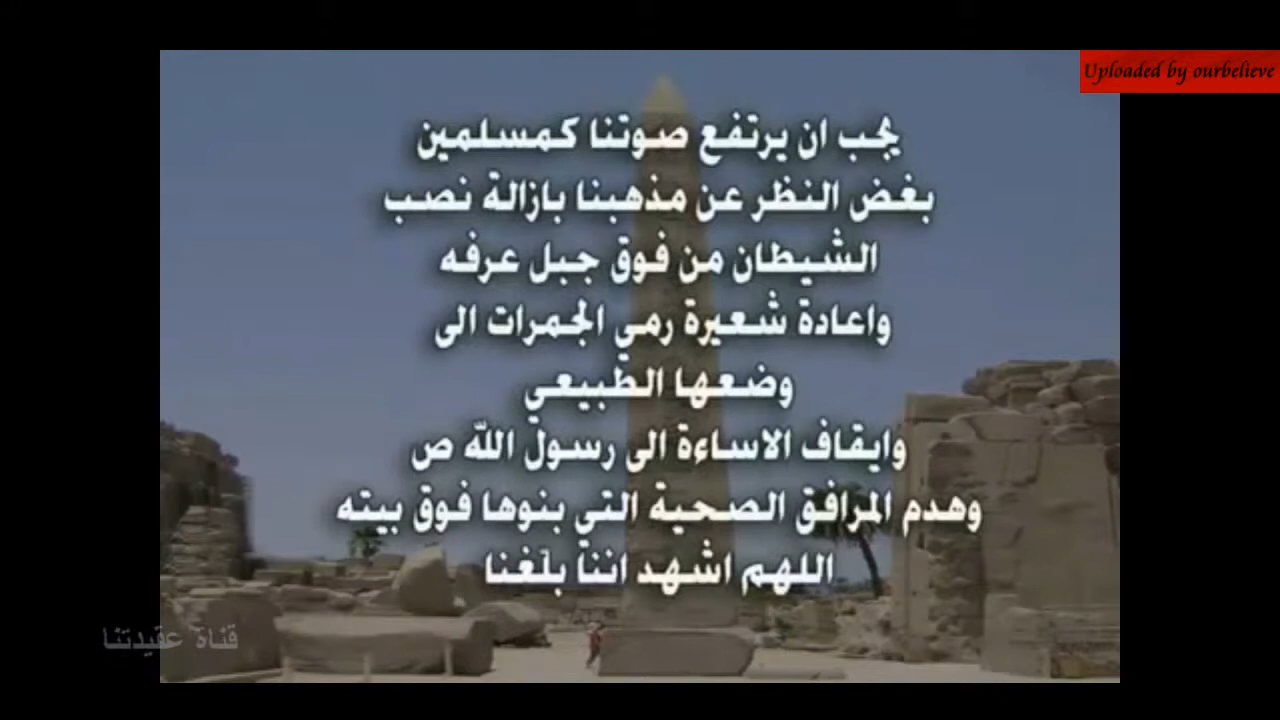 Uploaded by ourbelieve
يجب ان يرتفع صوتنا كمسلمين
بغض النظر عن مذهبنا بازالة نصب
الشيطان من فوق جبل عرفه
واعادة شعيرة رمي الجمرات الى
وضعها الطبيعي
وايقاف الاساءة الى رسول الله ص
وهدم المرافق الصحية التي بنوها فوق بيته
اللهم اشهد اننا بلّغنا
قناة عقيدتنا